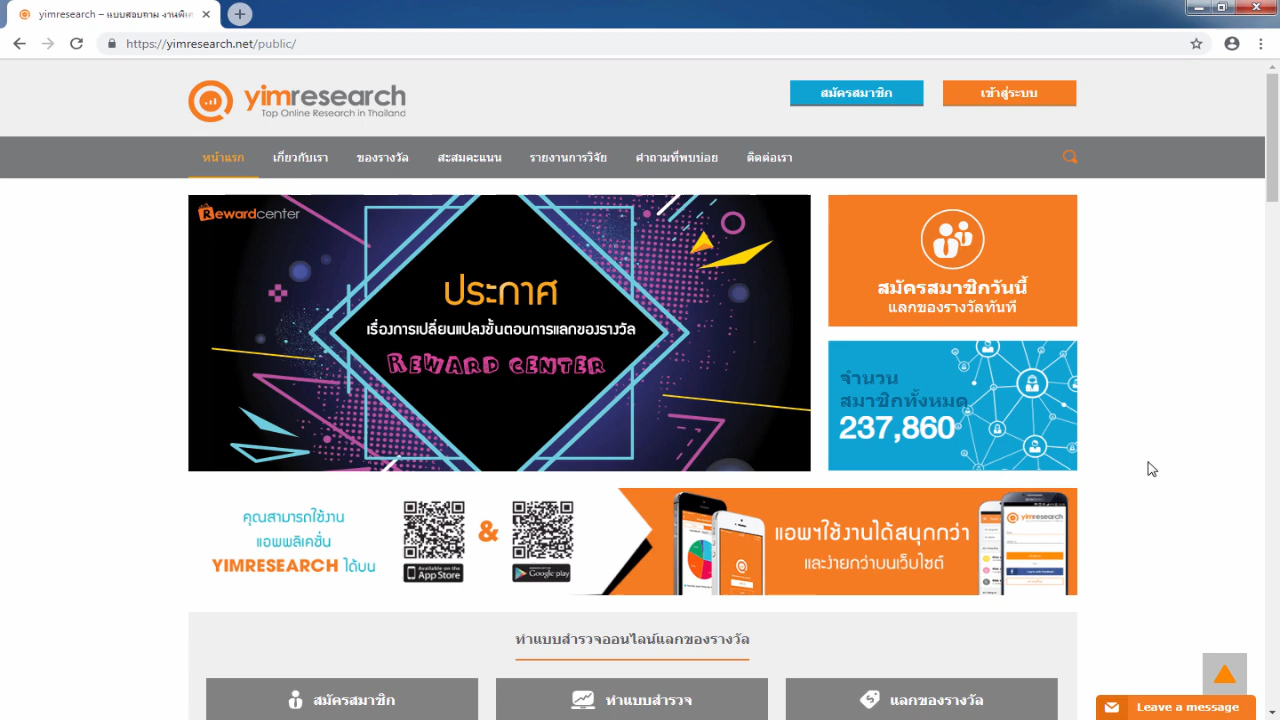 yimresearch – แบบสอบถาม งานพิเศ
https://yimresearch.net/public/
yimresearch
Top Online Research in Thailand
สมัครสมาชิก
เข้าสู่ระบบ
หน้าแรก
เกี่ยวกับเรา
ของรางวัล
สะสมคะแนน
รายงานการวิจัย
คำถามที่พบบ่อย
ติดต่อเรา
Rewardcenter
ประกาศ
เรื่องการเปลี่ยนแปลงขั้นตอนการแลกของรางวัล
REWARD CENTER
สมัครสมาชิกวันนี้
แลกของรางวัลทันที
จำนวน
สมาชิกทั้งหมด
237,860
คุณสามารถใช้งาน
แอพพลิเคชั่น
YIMRESEARCH ได้บน
Available on the
App Store
&
Google play
แอพฯใช้งานได้สนุกกว่า
และง่ายกว่าบนเว็บไซต์
yimresearch
ทำแบบสำรวจออนไลน์แลกของรางวัล
สมัครสมาชิก
ทำแบบสำรวจ
แลกของรางวัล
Leave a message